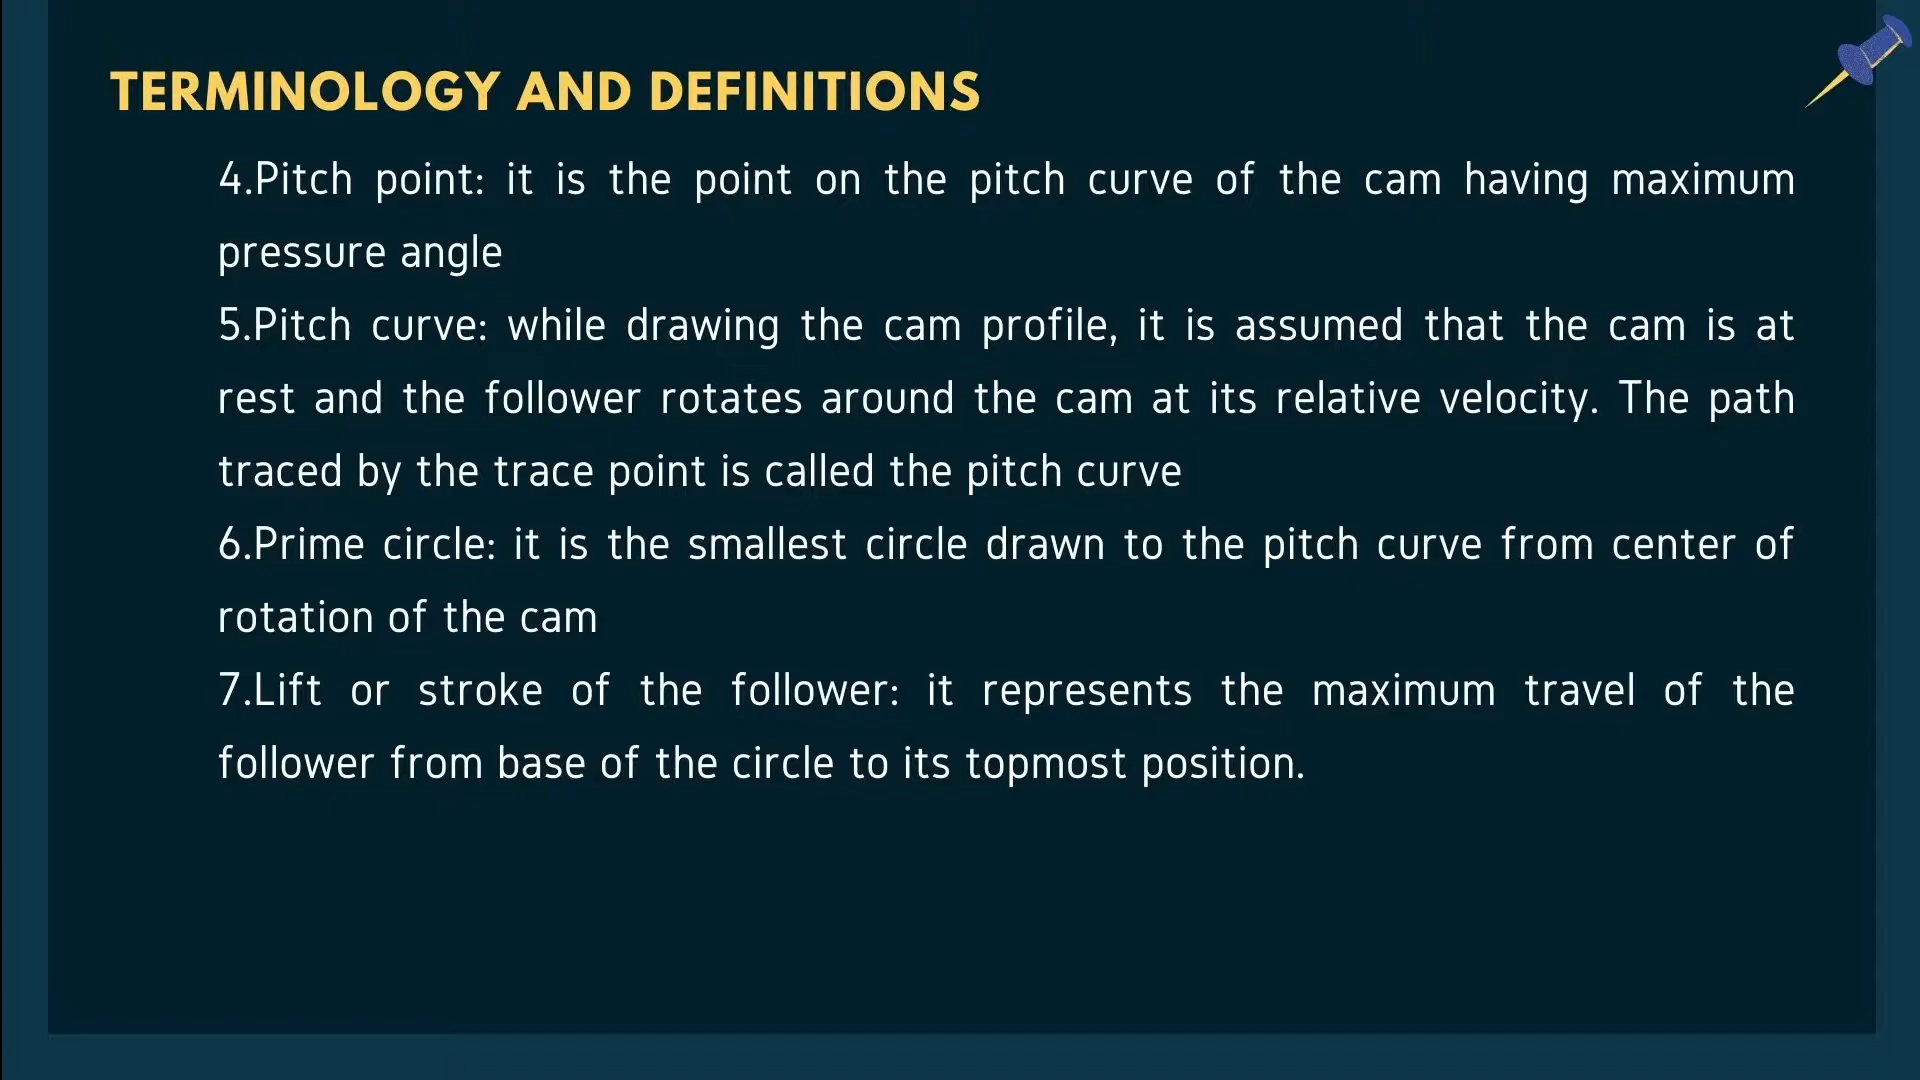 TERMINOLOGY AND DEFINITIONS
4.Pitch point: it is the point on the pitch curve of the cam having maximum
pressure angle
5.Pitch curve: while drawing the cam profile, it is assumed that the cam is at
rest and the follower rotates around the cam at its relative velocity. The path
traced by the trace point is called the pitch curve
6.Prime circle: it is the smallest circle drawn to the pitch curve from center of
rotation of the cam
7.Lift or stroke of the follower: it represents the maximum travel of the
follower from base of the circle to its topmost position.